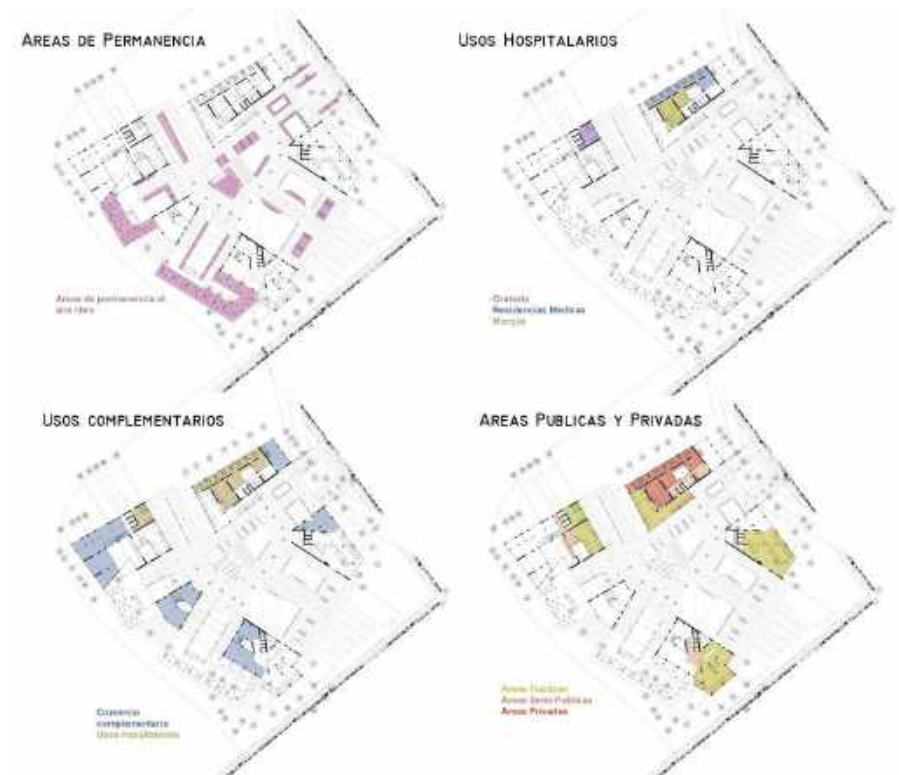 AREAS DE PERMANENCIA
USOS HOSPITALARIOS
Areas de permanencia al
aire libre
Oratorio
Residencias Medicas
Morgue
USOS COMPLEMENTARIOS
AREAS PUBLICAS Y PRIVADAS
Comercio
complementario
Usos hospitalarios
Areas Publicas
Areas Semi-Publicas
Areas Privadas